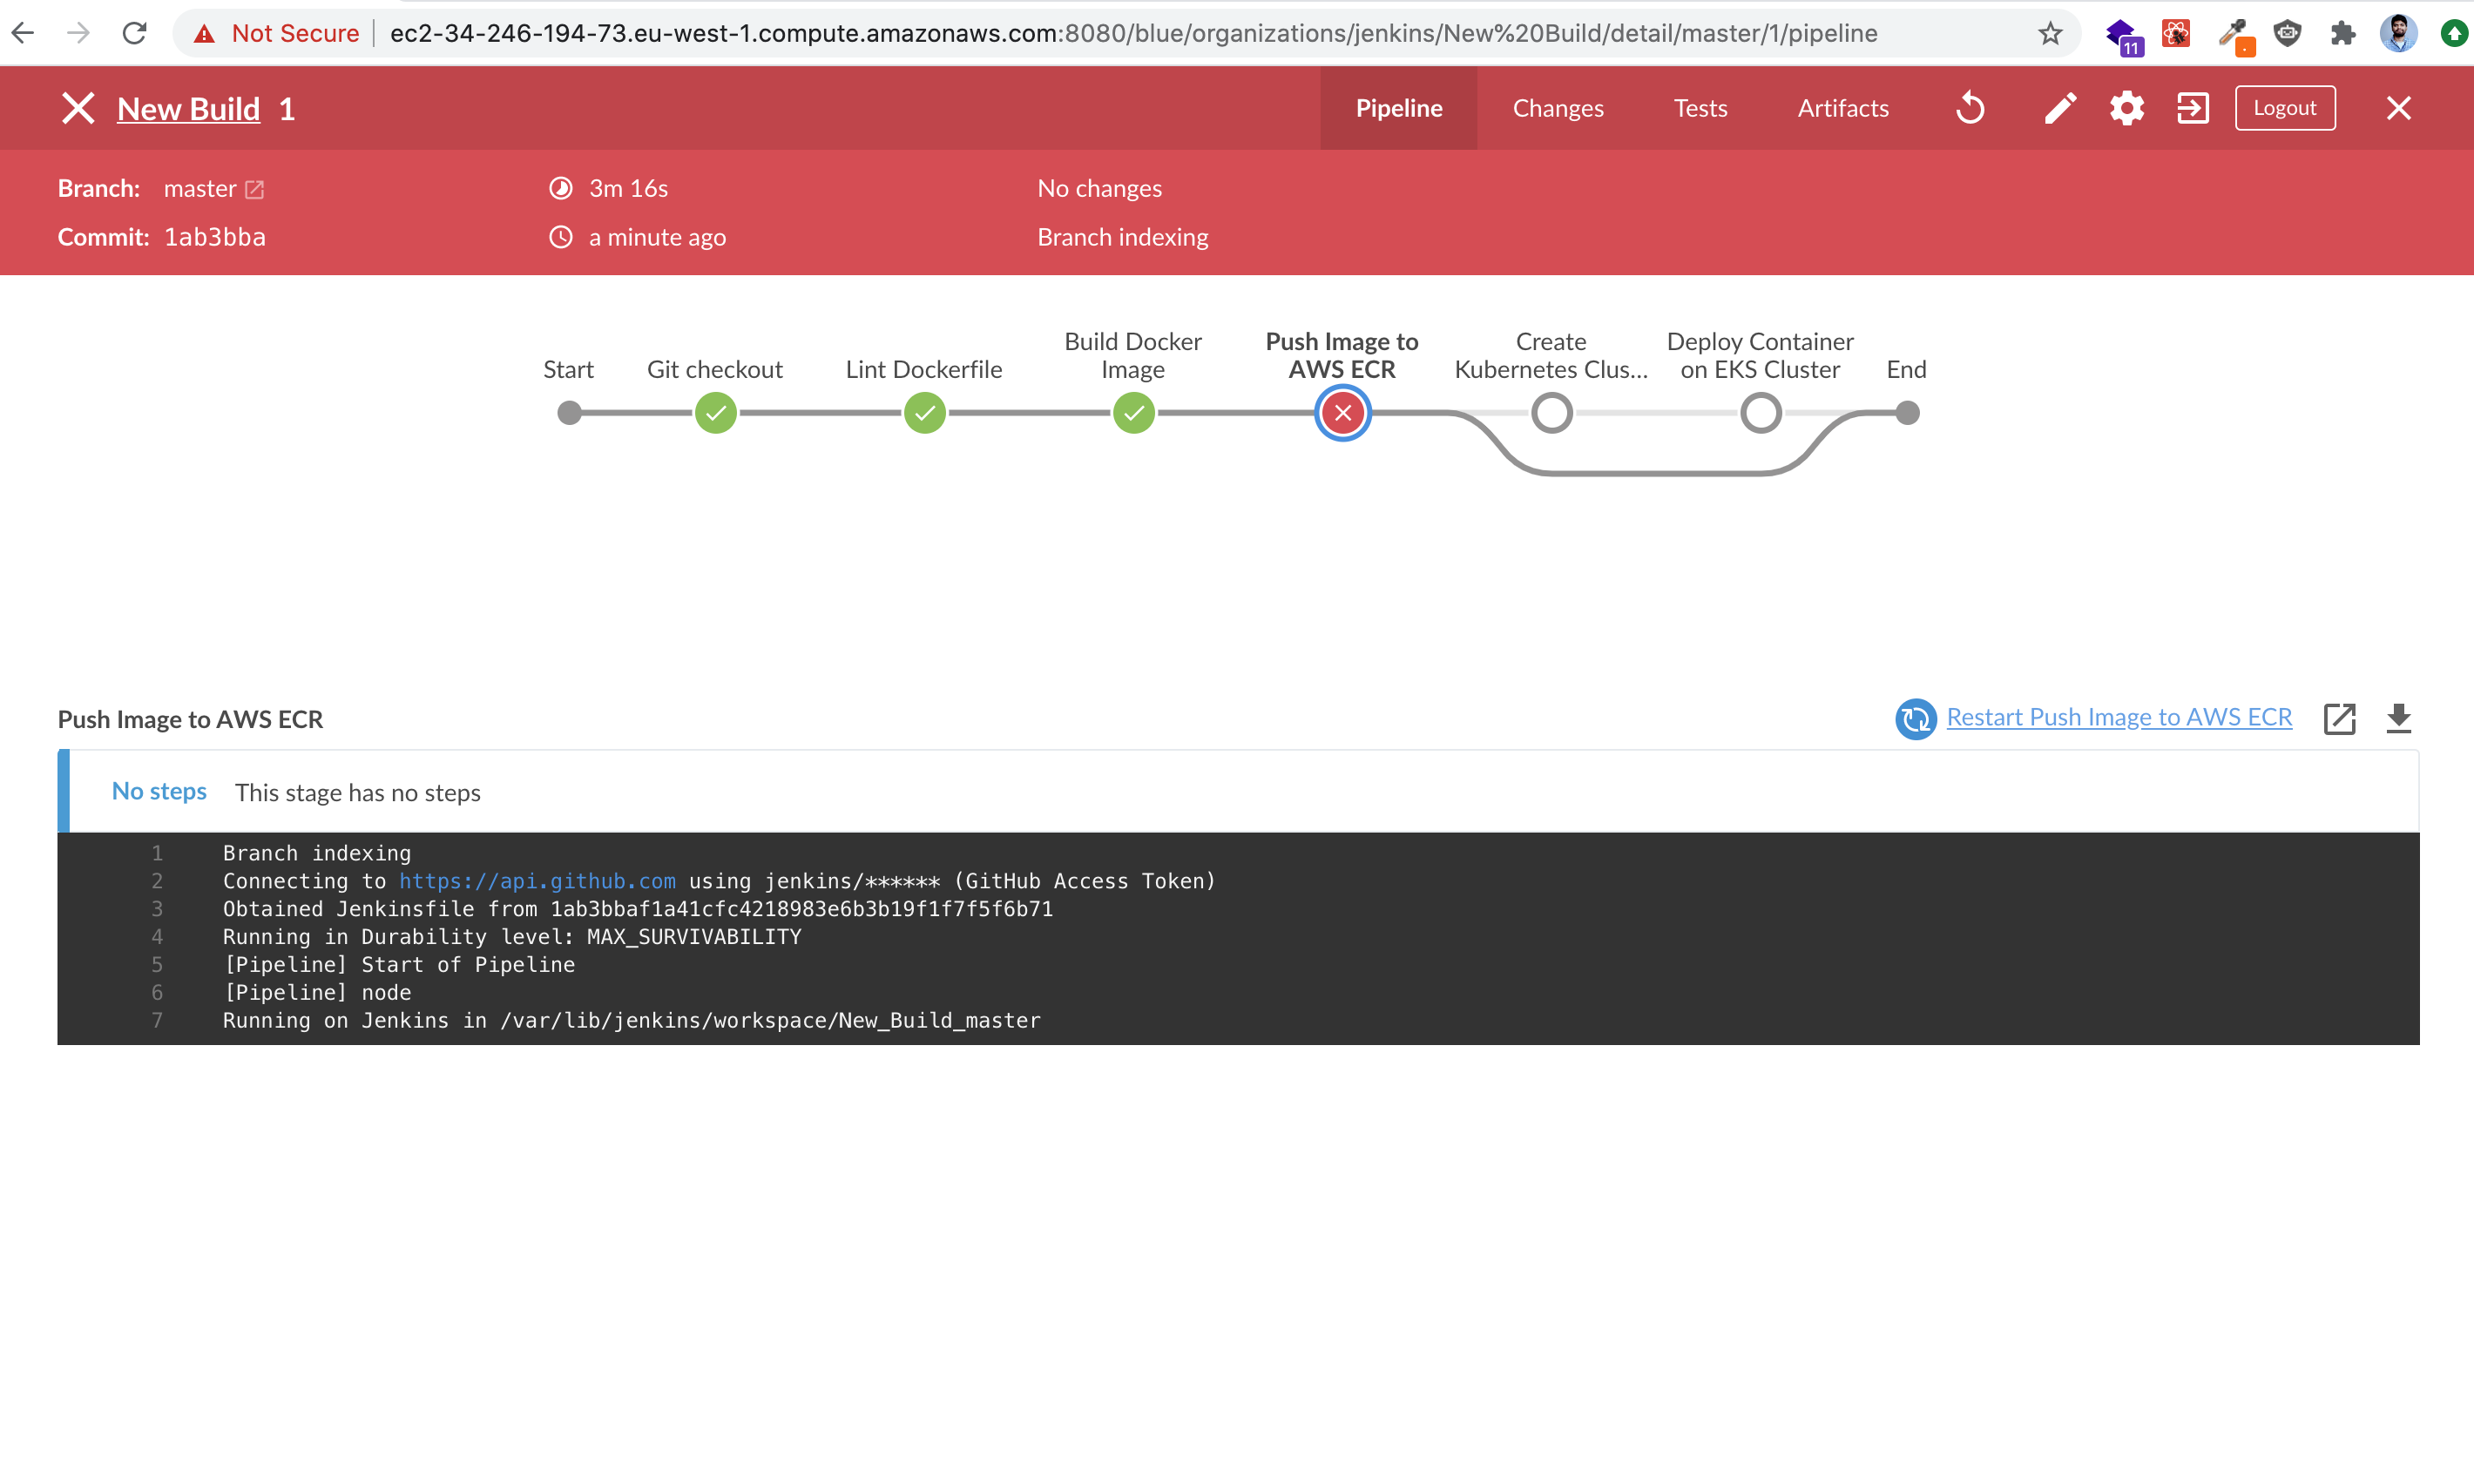 Not Secure ec2-34-246-194-73.eu-west-1.compute.amazonaws.com:8080/blue/organizations/jenkins/New%20Build/detail/master/1/pipeline
11
New Build 1 Pipeline Changes Tests Artifacts Logout
Branch: master 3m 16s No changes
Commit: 1ab3bba a minute ago Branch indexing
Start
Git checkout
Lint Dockerfile
Build Docker
Image
Push Image to
AWS ECR
Create
Kubernetes Clus...
Deploy Container
on EKS Cluster
End
Push Image to AWS ECR Restart Push Image to AWS ECR
No steps This stage has no steps
1 Branch indexing
2 Connecting to https://api.github.com using jenkins/****** (GitHub Access Token)
3 Obtained Jenkinsfile from 1ab3bbaf1a41cfc4218983e6b3b19f1f7f5f6b71
4 Running in Durability level: MAX_SURVIVABILITY
5 [Pipeline] Start of Pipeline
6 [Pipeline] node
7 Running on Jenkins in /var/lib/jenkins/workspace/New_Build_master